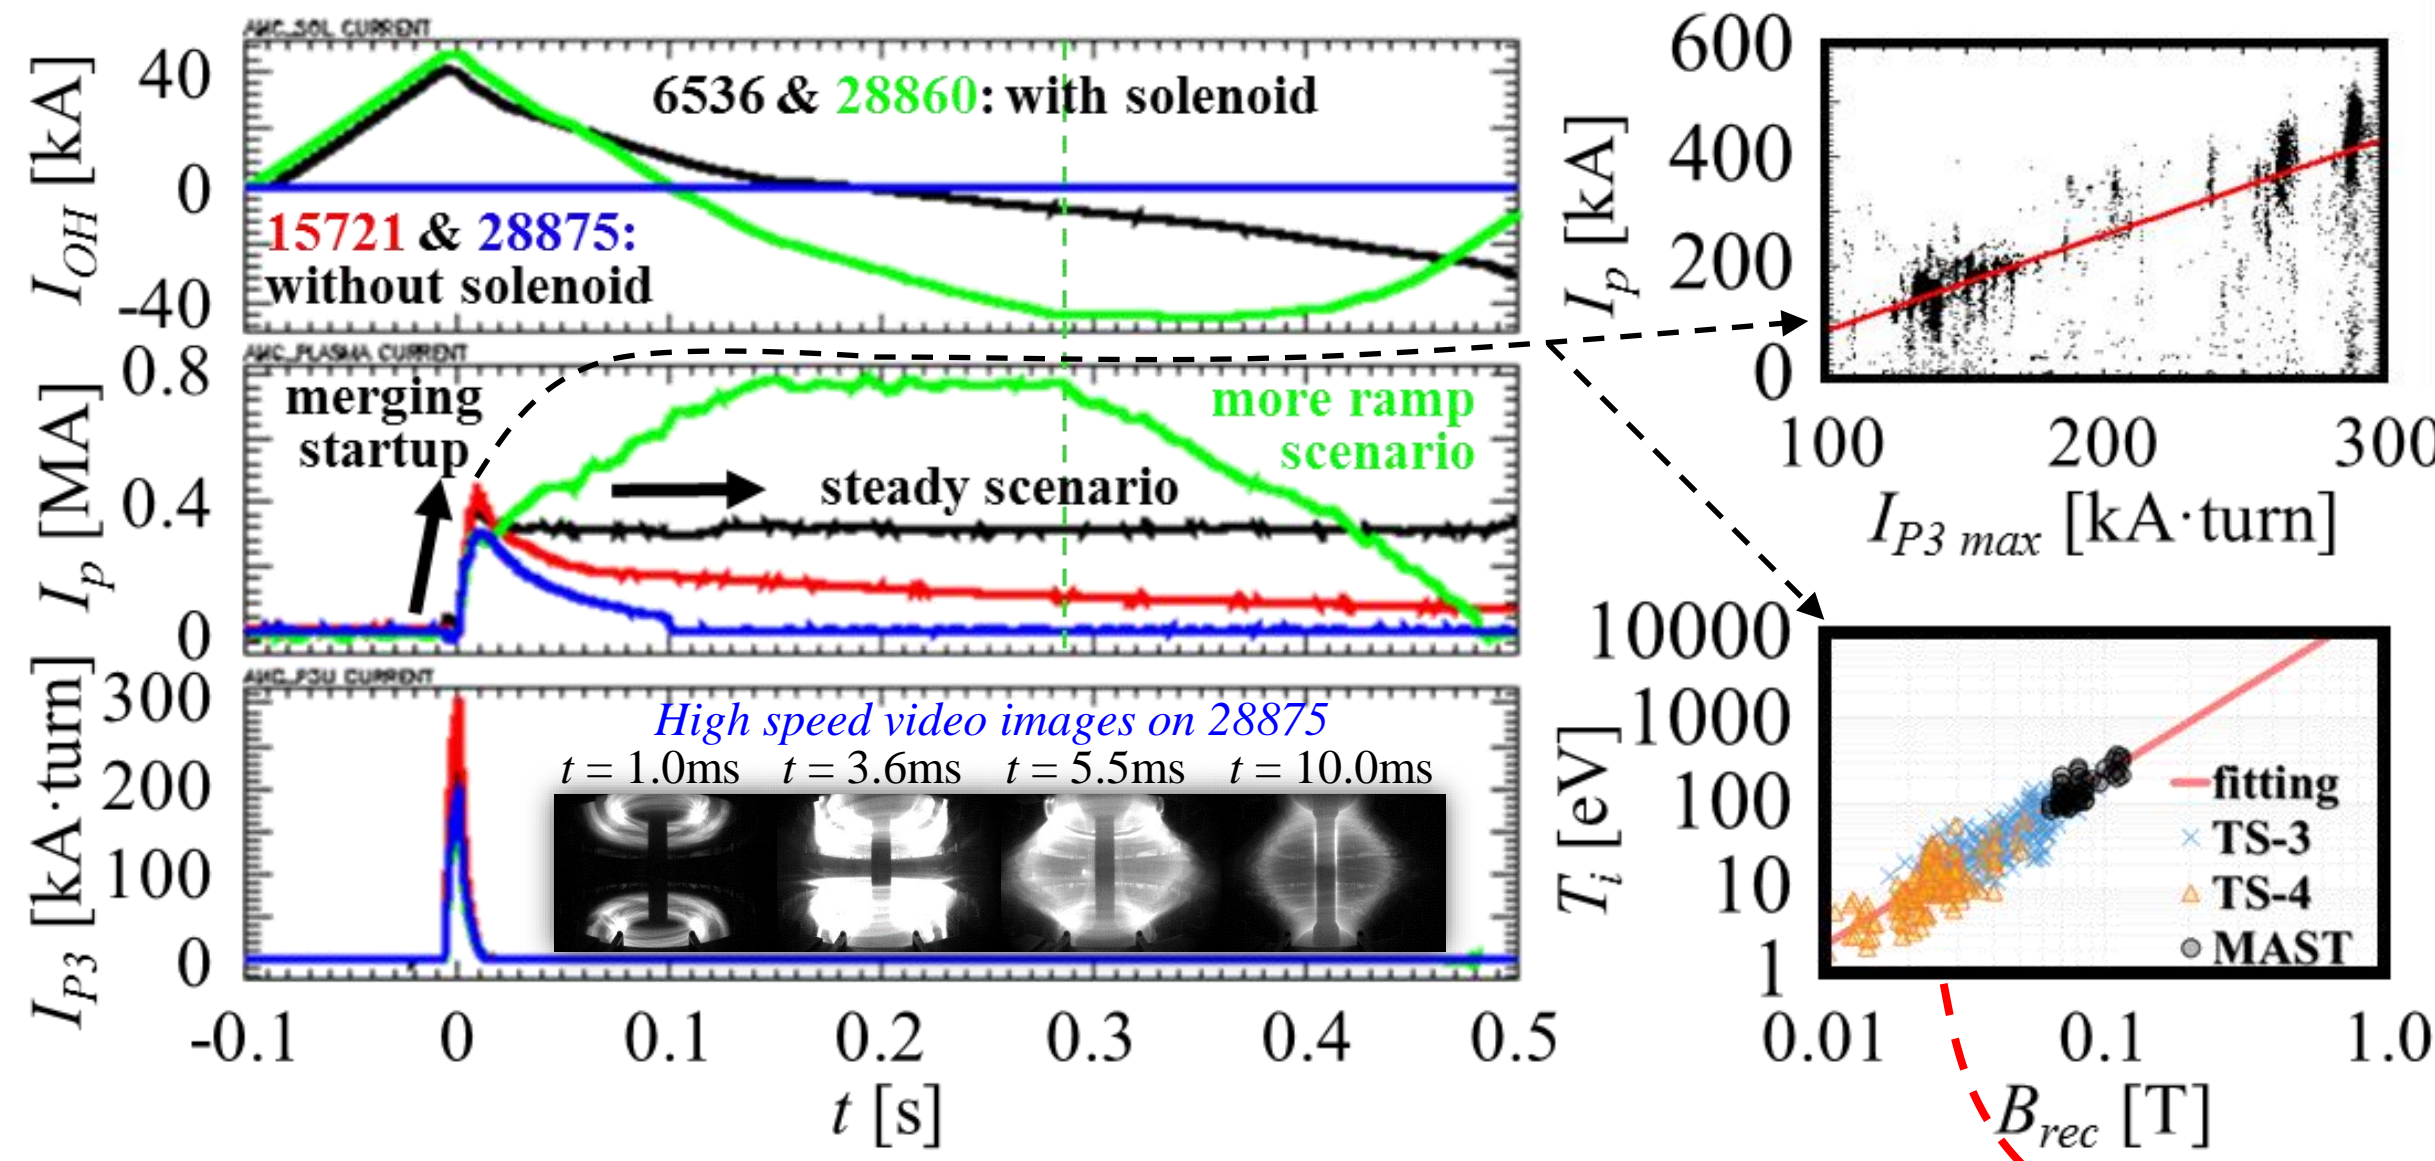 AMC_SOL CURRENT
I_OH [kA]
40
0
-40
6536 & 28860: with solenoid
15721 & 28875:
without solenoid
AMC_PLASMA CURRENT
I_p [MA]
0.8
0.4
0
merging
startup
more ramp
scenario
steady scenario
I_P3 [kA·turn]
300
200
100
0
High speed video images on 28875
t = 1.0ms t = 3.6ms t = 5.5ms t = 10.0ms
-0.1 0 0.1 0.2 0.3 0.4 0.5
t [s]
I_p [kA]
600
400
200
0
100 200 300
I_P3 max [kA·turn]
T_i [eV]
10000
1000
100
10
1
fitting
TS-3
TS-4
MAST
0.01 0.1 1.0
B_rec [T]